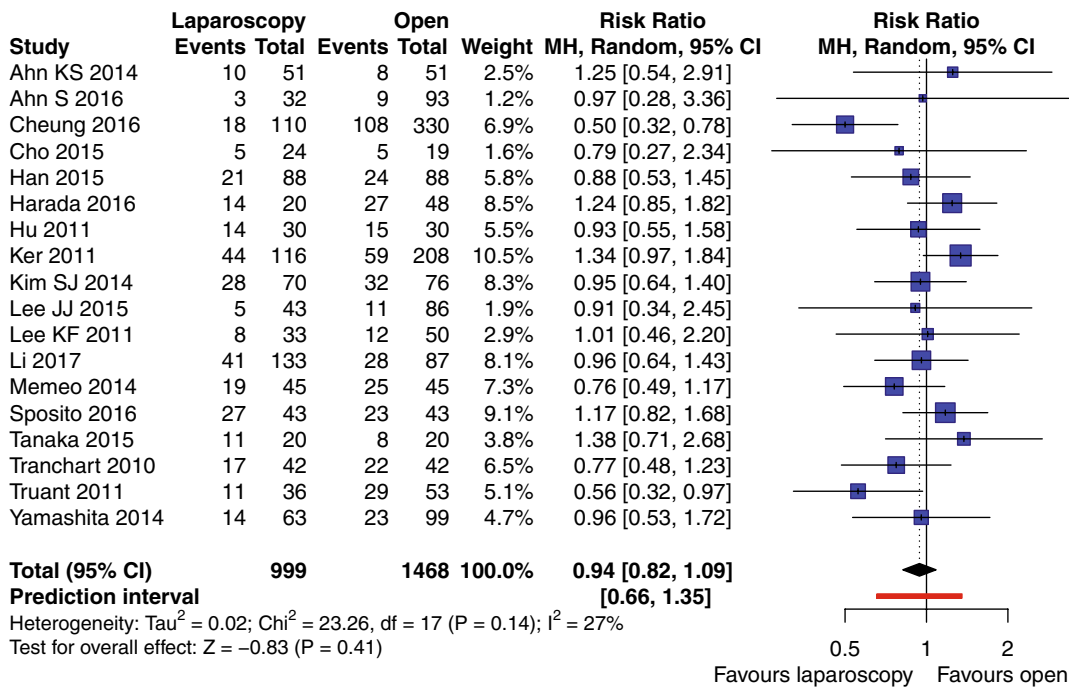 Laparoscopy Open Risk Ratio Risk Ratio
Study Events Total Events Total Weight MH, Random, 95% CI MH, Random, 95% CI
Ahn KS 2014 10 51 8 51 2.5% 1.25 [0.54, 2.91]
Ahn S 2016 3 32 9 93 1.2% 0.97 [0.28, 3.36]
Cheung 2016 18 110 108 330 6.9% 0.50 [0.32, 0.78]
Cho 2015 5 24 5 19 1.6% 0.79 [0.27, 2.34]
Han 2015 21 88 24 88 5.8% 0.88 [0.53, 1.45]
Harada 2016 14 20 27 48 8.5% 1.24 [0.85, 1.82]
Hu 2011 14 30 15 30 5.5% 0.93 [0.55, 1.58]
Ker 2011 44 116 59 208 10.5% 1.34 [0.97, 1.84]
Kim SJ 2014 28 70 32 76 8.3% 0.95 [0.64, 1.40]
Lee JJ 2015 5 43 11 86 1.9% 0.91 [0.34, 2.45]
Lee KF 2011 8 33 12 50 2.9% 1.01 [0.46, 2.20]
Li 2017 41 133 28 87 8.1% 0.96 [0.64, 1.43]
Memeo 2014 19 45 25 45 7.3% 0.76 [0.49, 1.17]
Sposito 2016 27 43 23 43 9.1% 1.17 [0.82, 1.68]
Tanaka 2015 11 20 8 20 3.8% 1.38 [0.71, 2.68]
Tranchart 2010 17 42 22 42 6.5% 0.77 [0.48, 1.23]
Truant 2011 11 36 29 53 5.1% 0.56 [0.32, 0.97]
Yamashita 2014 14 63 23 99 4.7% 0.96 [0.53, 1.72]
Total (95% CI) 999 1468 100.0% 0.94 [0.82, 1.09]
Prediction interval [0.66, 1.35]
Heterogeneity: Tau² = 0.02; Chi² = 23.26, df = 17 (P = 0.14); I² = 27%
Test for overall effect: Z = −0.83 (P = 0.41)
0.5 1 2
Favours laparoscopy Favours open